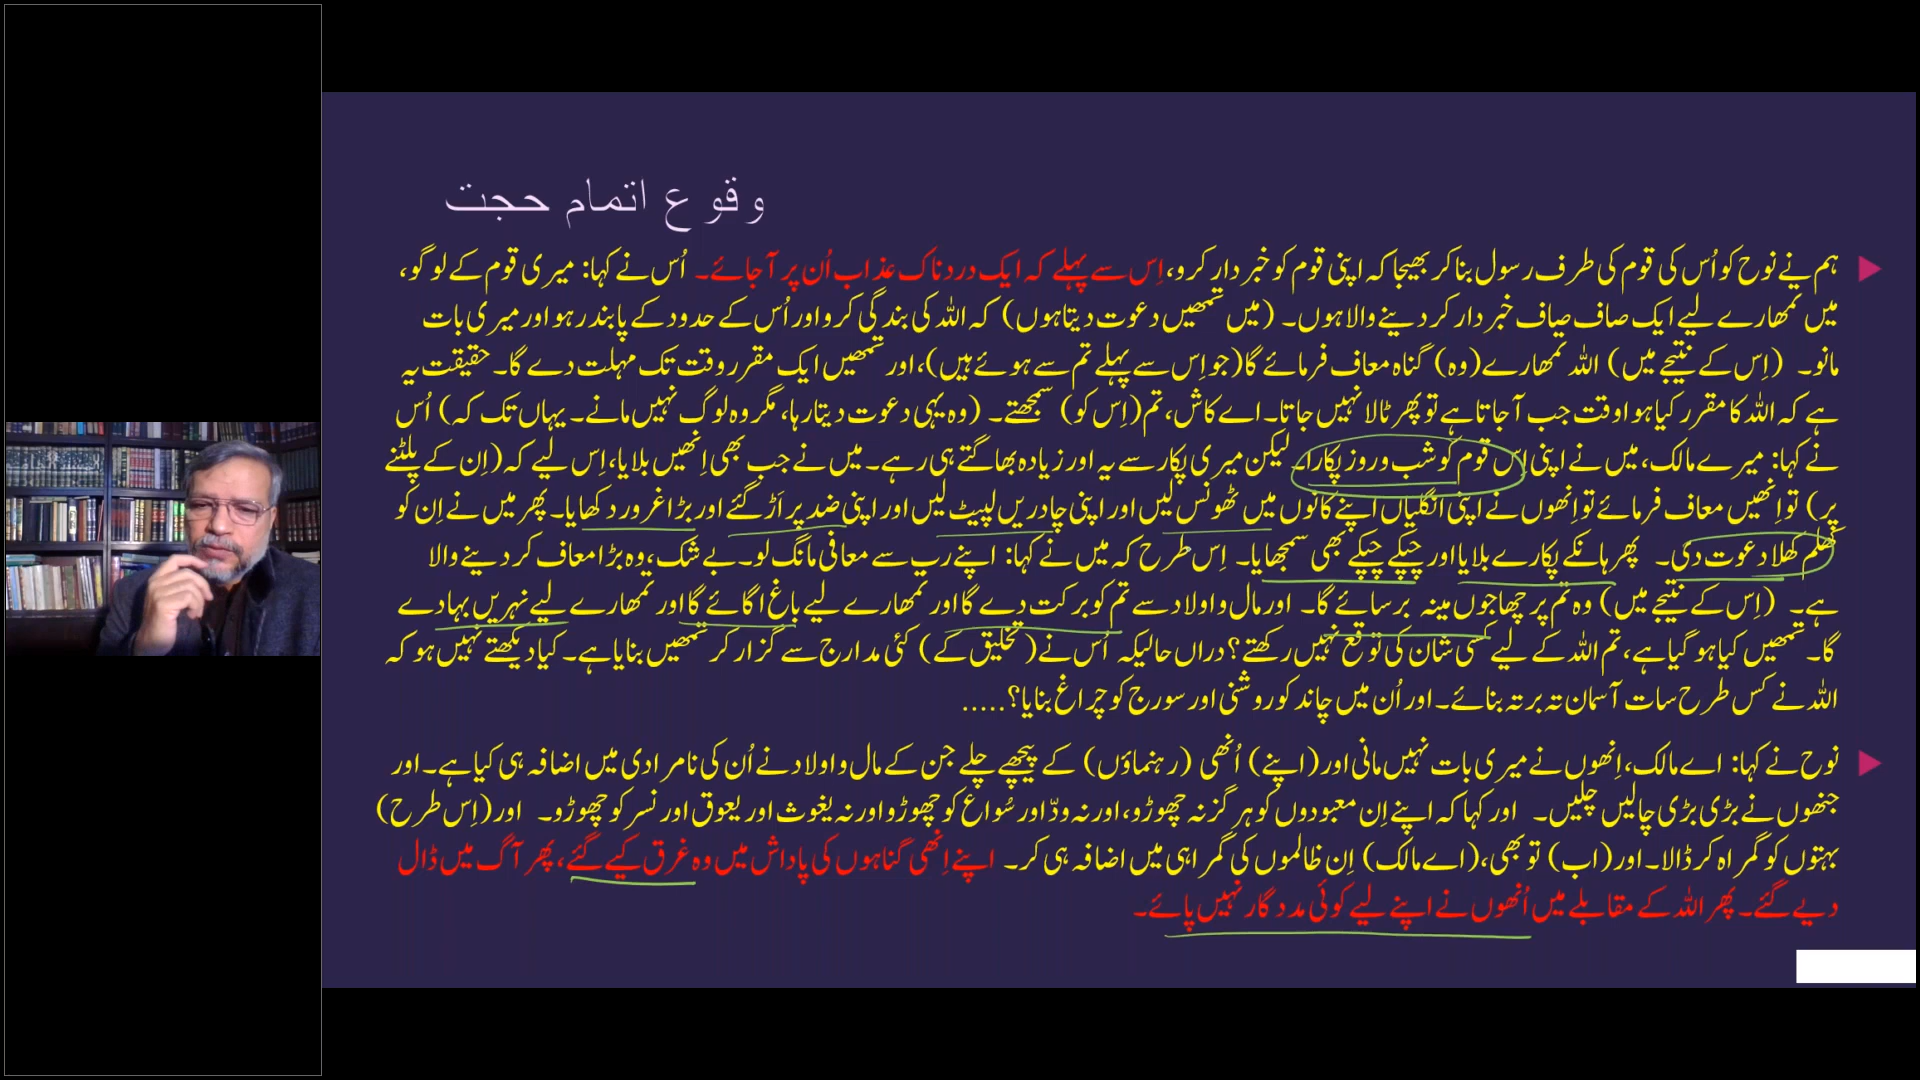 وقوع اتمام حجت
ہم نے نوح کو اُس کی قوم کی طرف رسول بنا کر بھیجا کہ اپنی قوم کو خبردار کرو، اِس سے پہلے کہ ایک دردناک عذاب اُن پر آجائے۔ اُس نے کہا: میری قوم کے لوگو،
میں تمھارے لیے ایک صاف صاف خبردار کر دینے والا ہوں۔ (میں تمھیں دعوت دیتا ہوں) کہ اللہ کی بندگی کرو اور اُس کے حدود کے پابند رہو اور میری بات
مانو۔ (اِس کے نتیجے میں) اللہ تمھارے (وہ) گناہ معاف فرمائے گا (جو اِس سے پہلے تم سے ہوئے ہیں)، اور تمھیں ایک مقرر وقت تک مہلت دے گا۔ حقیقت یہ
ہے کہ اللہ کا مقرر کیا ہوا وقت جب آجاتا ہے تو پھر ٹالا نہیں جاتا۔ اے کاش، تم (اِس کو) سمجھتے۔ (وہ یہی دعوت دیتا رہا، مگر وہ لوگ نہیں مانے۔ یہاں تک کہ) اُس
نے کہا: میرے مالک، میں نے اپنی اِس قوم کو شب و روز پکارا۔ لیکن میری پکار سے یہ اور زیادہ بھاگتے ہی رہے۔ میں نے جب بھی اِنھیں بلایا، اِس لیے کہ (اِن کے پلٹنے
پر) تو اِنھیں معاف فرمائے تو اِنھوں نے اپنی انگلیاں اپنے کانوں میں ٹھونس لیں اور اپنی چادریں لپیٹ لیں اور اپنی ضد پر اَڑ گئے اور بڑا غرور دکھایا۔ پھر میں نے اِن کو
کھلم کھلا دعوت دی۔ پھر ہانکے پکارے بلایا اور چپکے چپکے بھی سمجھایا۔ اِس طرح کہ میں نے کہا: اپنے رب سے معافی مانگ لو۔ بے شک، وہ بڑا معاف کر دینے والا
ہے۔ (اِس کے نتیجے میں) وہ تم پر چھاجوں مینہ برسائے گا۔ اور مال و اولاد سے تم کو برکت دے گا اور تمھارے لیے باغ اگائے گا اور تمھارے لیے نہریں بہا دے
گا۔ تمھیں کیا ہو گیا ہے، تم اللہ کے لیے کسی شان کی توقع نہیں رکھتے؟ دراں حالیکہ اُس نے (تخلیق کے) کئی مدارج سے گزار کر تمھیں بنایا ہے۔ کیا دیکھتے نہیں ہو کہ
اللہ نے کس طرح سات آسمان تہ بر تہ بنائے۔ اور اُن میں چاند کو روشنی اور سورج کو چراغ بنایا؟.....
نوح نے کہا: اے مالک، اِنھوں نے میری بات نہیں مانی اور (اپنے) اُنھی (رہنماؤں) کے پیچھے چلے جن کے مال و اولاد نے اُن کی نامرادی میں اضافہ ہی کیا ہے۔ اور
جنھوں نے بڑی بڑی چالیں چلیں۔ اور کہا کہ اپنے اِن معبودوں کو ہرگز نہ چھوڑو، اور نہ ودّ اور سُواع کو چھوڑو اور نہ یغوث اور یعوق اور نسر کو چھوڑو۔ اور (اِس طرح)
بہتوں کو گمراہ کر ڈالا۔ اور (اب) تو بھی، (اے مالک) اِن ظالموں کی گمراہی میں اضافہ ہی کر۔ اپنے اِنھی گناہوں کی پاداش میں وہ غرق کیے گئے، پھر آگ میں ڈال
دیے گئے۔ پھر اللہ کے مقابلے میں اُنھوں نے اپنے لیے کوئی مددگار نہیں پائے۔